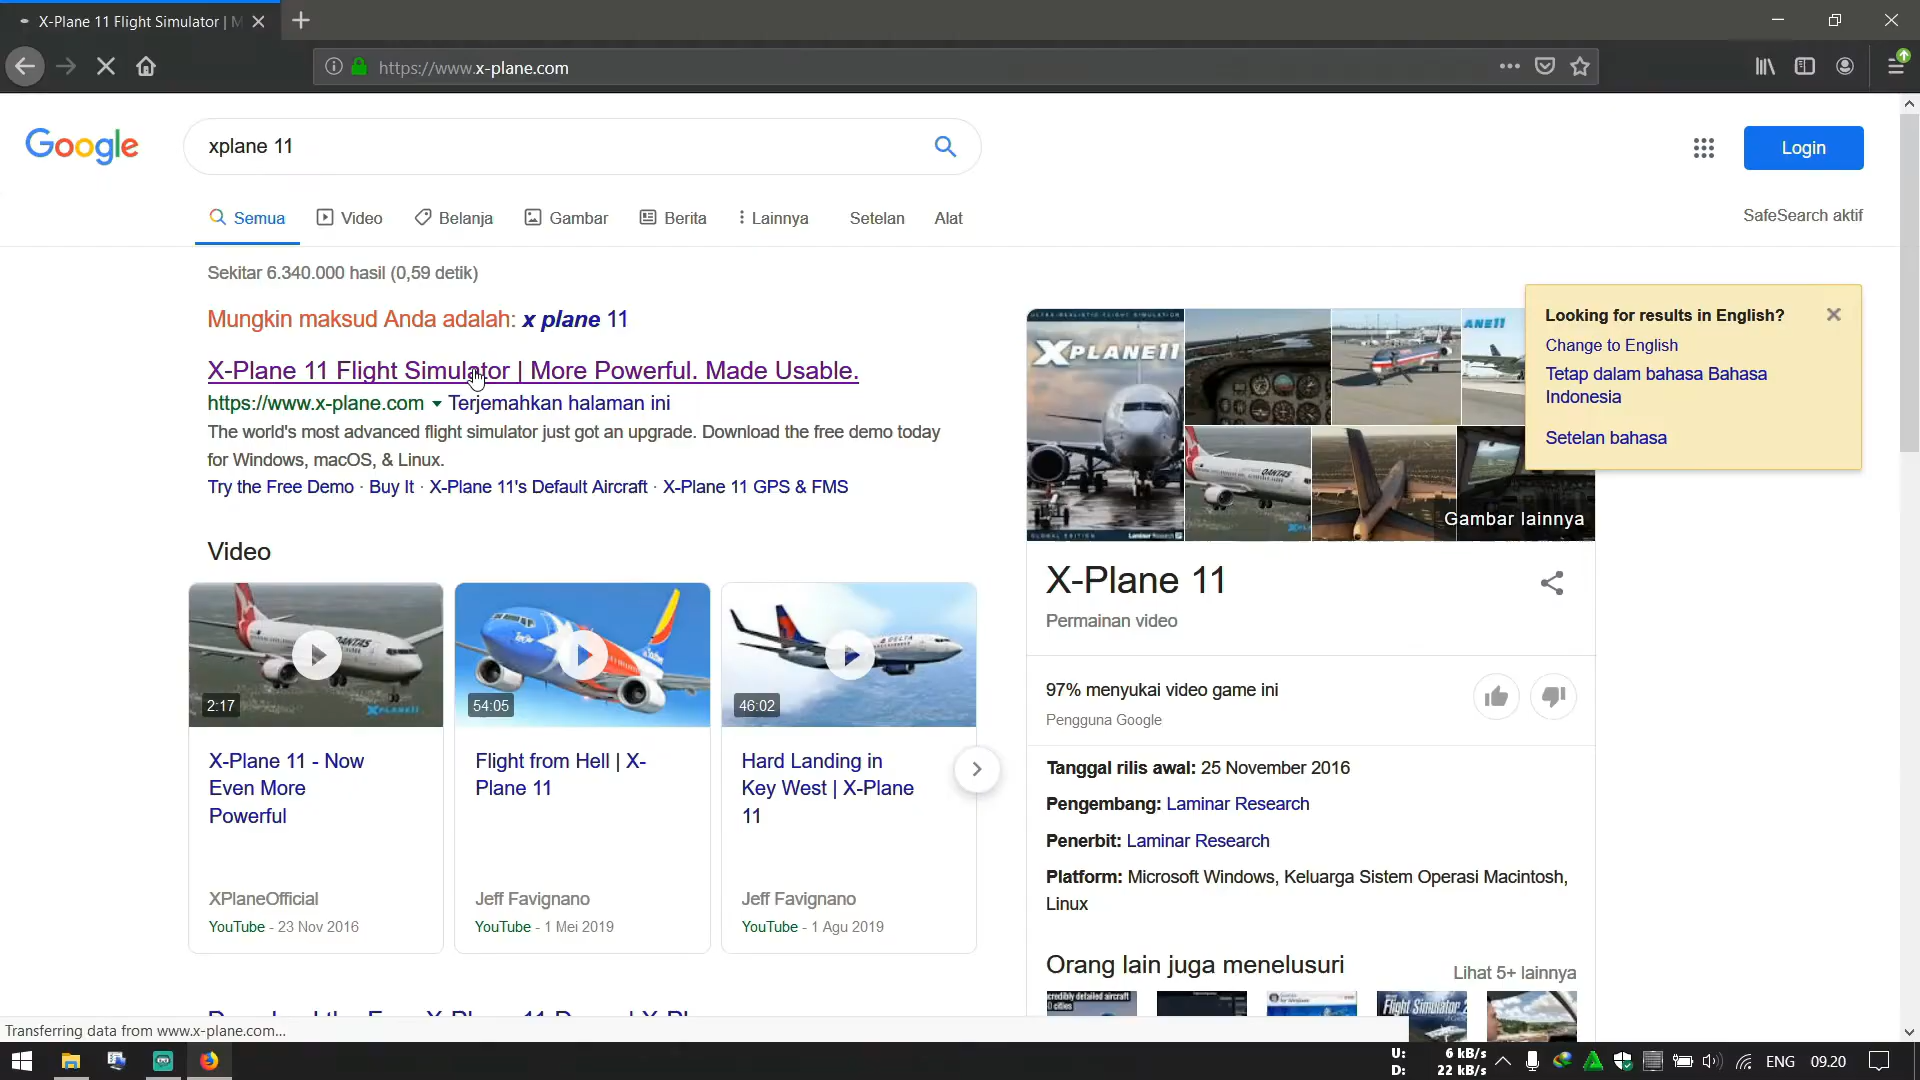 X-Plane 11 Flight Simulator | M
https://www.x-plane.com
Google
xplane 11
Login
Semua
Video
Belanja
Gambar
Berita
Lainnya
Setelan
Alat
SafeSearch aktif
Sekitar 6.340.000 hasil (0,59 detik)
Mungkin maksud Anda adalah: x plane 11
X-Plane 11 Flight Simulator | More Powerful. Made Usable.
https://www.x-plane.com
Terjemahkan halaman ini
The world's most advanced flight simulator just got an upgrade. Download the free demo today
for Windows, macOS, & Linux.
Try the Free Demo · Buy It · X-Plane 11's Default Aircraft · X-Plane 11 GPS & FMS
Video
2:17
54:05
46:02
X-Plane 11 - Now
Even More
Powerful
XPlaneOfficial
YouTube - 23 Nov 2016
Flight from Hell | X-
Plane 11
Jeff Favignano
YouTube - 1 Mei 2019
Hard Landing in
Key West | X-Plane
11
Jeff Favignano
YouTube - 1 Agu 2019
X-PLANE11
GLOBAL EDITION
Laminar Research
QANTAS
ANE11
Gambar lainnya
Looking for results in English?
Change to English
Tetap dalam bahasa Bahasa
Indonesia
Setelan bahasa
X-Plane 11
Permainan video
97% menyukai video game ini
Pengguna Google
Tanggal rilis awal: 25 November 2016
Pengembang: Laminar Research
Penerbit: Laminar Research
Platform: Microsoft Windows, Keluarga Sistem Operasi Macintosh,
Linux
Orang lain juga menelusuri
Lihat 5+ lainnya
Transferring data from www.x-plane.com...
U: 6 kB/s
D: 22 kB/s
ENG
09.20